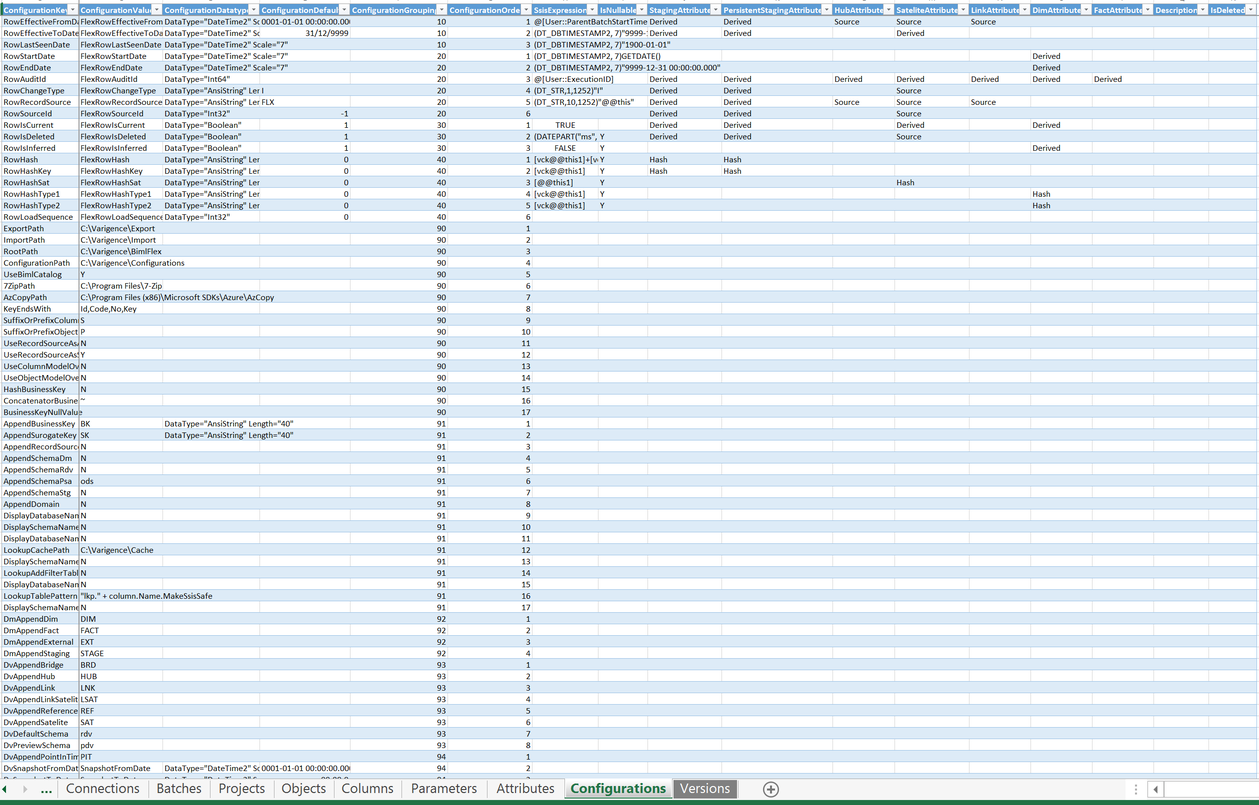 ConfigurationKey ConfigurationValue ConfigurationDatatype ConfigurationDefault ConfigurationGrouping ConfigurationOrder SsisExpression IsNullable StagingAttribute PersistentStagingAttribute HubAttribute SateliteAttribute LinkAttribute DimAttribute FactAttribute Description IsDeleted
RowEffectiveFromDa FlexRowEffectiveFrom DataType="DateTime2" Sc 0001-01-01 00:00:00.000 10 1 @[User::ParentBatchStartTime Derived Derived Source Source Source
RowEffectiveToDate FlexRowEffectiveToDa DataType="DateTime2" Sc 31/12/9999 10 2 (DT_DBTIMESTAMP2, 7)"9999-: Derived Derived Derived
RowLastSeenDate FlexRowLastSeenDate DataType="DateTime2" Scale="7" 10 3 (DT_DBTIMESTAMP2, 7)"1900-01-01"
RowStartDate FlexRowStartDate DataType="DateTime2" Scale="7" 20 1 (DT_DBTIMESTAMP2, 7)GETDATE() Derived
RowEndDate FlexRowEndDate DataType="DateTime2" Scale="7" 20 2 (DT_DBTIMESTAMP2, 7)"9999-12-31 00:00:00.000" Derived
RowAuditId FlexRowAuditId DataType="Int64" 20 3 @[User::ExecutionID] Derived Derived Derived Derived Derived Derived Derived
RowChangeType FlexRowChangeType DataType="AnsiString" Ler I 20 4 (DT_STR,1,1252)"I" Derived Derived Source
RowRecordSource FlexRowRecordSource DataType="AnsiString" Ler FLX 20 5 (DT_STR,10,1252)"@@this" Derived Derived Source Source Source
RowSourceId FlexRowSourceId DataType="Int32" -1 20 6 Derived Derived Source
RowIsCurrent FlexRowIsCurrent DataType="Boolean" 1 30 1 TRUE Derived Derived Derived Derived
RowIsDeleted FlexRowIsDeleted DataType="Boolean" 1 30 2 (DATEPART("ms", Y Derived Derived Source
RowIsInferred FlexRowIsInferred DataType="Boolean" 1 30 3 FALSE Y Derived
RowHash FlexRowHash DataType="AnsiString" Ler 0 40 1 [vck@@this1]+[v Y Hash Hash
RowHashKey FlexRowHashKey DataType="AnsiString" Ler 0 40 2 [vck@@this1] Y Hash Hash
RowHashSat FlexRowHashSat DataType="AnsiString" Ler 0 40 3 [@@this1] Y Hash
RowHashType1 FlexRowHashType1 DataType="AnsiString" Ler 0 40 4 [vck@@this1] Y Hash
RowHashType2 FlexRowHashType2 DataType="AnsiString" Ler 0 40 5 [vck@@this1] Y Hash
RowLoadSequence FlexRowLoadSequence DataType="Int32" 0 40 6
ExportPath C:\Varigence\Export 90 1
ImportPath C:\Varigence\Import 90 2
RootPath C:\Varigence\BimlFlex 90 3
ConfigurationPath C:\Varigence\Configurations 90 4
UseBimlCatalog Y 90 5
7ZipPath C:\Program Files\7-Zip 90 6
AzCopyPath C:\Program Files (x86)\Microsoft SDKs\Azure\AzCopy 90 7
KeyEndsWith Id,Code,No,Key 90 8
SuffixOrPrefixColum S 90 9
SuffixOrPrefixObject P 90 10
UseRecordSourceAs N 90 11
UseRecordSourceAs Y 90 12
UseColumnModelOv N 90 13
UseObjectModelOve N 90 14
HashBusinessKey N 90 15
ConcatenatorBusine ~ 90 16
BusinessKeyNullValue 90 17
AppendBusinessKey BK DataType="AnsiString" Length="40" 91 1
AppendSurogateKey SK DataType="AnsiString" Length="40" 91 2
AppendRecordSourc N 91 3
AppendSchemaDm N 91 4
AppendSchemaRdv N 91 5
AppendSchemaPsa ods 91 6
AppendSchemaStg N 91 7
AppendDomain N 91 8
DisplayDatabaseNan N 91 9
DisplaySchemaName N 91 10
DisplayDatabaseNan N 91 11
LookupCachePath C:\Varigence\Cache 91 12
DisplaySchemaName N 91 13
LookupAddFilterTabl N 91 14
DisplayDatabaseNan N 91 15
LookupTablePattern "lkp." + column.Name.MakeSsisSafe 91 16
DisplaySchemaName N 91 17
DmAppendDim DIM 92 1
DmAppendFact FACT 92 2
DmAppendExternal EXT 92 3
DmAppendStaging STAGE 92 4
DvAppendBridge BRD 93 1
DvAppendHub HUB 93 2
DvAppendLink LNK 93 3
DvAppendLinkSatelit LSAT 93 4
DvAppendReference REF 93 5
DvAppendSatelite SAT 93 6
DvDefaultSchema rdv 93 7
DvPreviewSchema pdv 93 8
DvAppendPointInTim PIT 94 1
DvSnapshotFromDat SnapshotFromDate DataType="DateTime2" Sc 0001-01-01 00:00:00.000 94 2
... Connections Batches Projects Objects Columns Parameters Attributes Configurations Versions